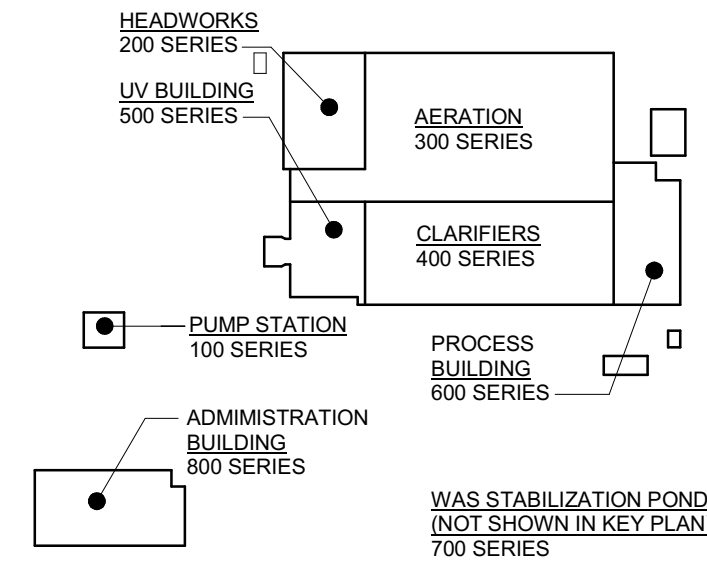 HEADWORKS
200 SERIES
UV BUILDING
500 SERIES
AERATION
300 SERIES
CLARIFIERS
400 SERIES
PUMP STATION
100 SERIES
PROCESS
BUILDING
600 SERIES
ADMIMISTRATION
BUILDING
800 SERIES
WAS STABILIZATION POND
(NOT SHOWN IN KEY PLAN
700 SERIES